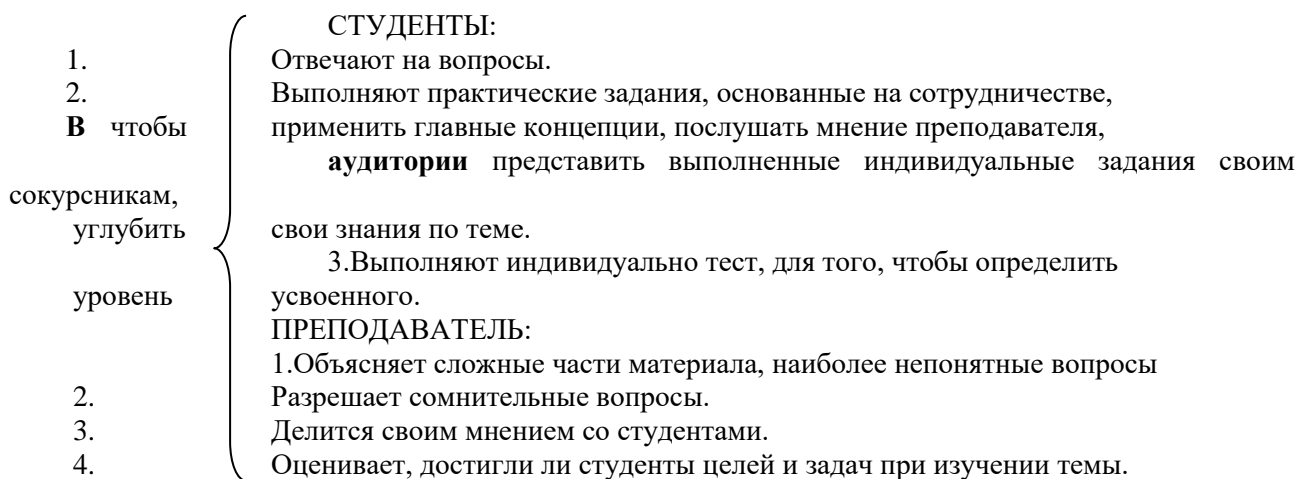 СТУДЕНТЫ:
1. Отвечают на вопросы.
2. Выполняют практические задания, основанные на сотрудничестве,
В чтобы применить главные концепции, послушать мнение преподавателя,
аудитории представить выполненные индивидуальные задания своим
сокурсникам,
углубить свои знания по теме.
3.Выполняют индивидуально тест, для того, чтобы определить
уровень усвоенного.
ПРЕПОДАВАТЕЛЬ:
1.Объясняет сложные части материала, наиболее непонятные вопросы
2. Разрешает сомнительные вопросы.
3. Делится своим мнением со студентами.
4. Оценивает, достигли ли студенты целей и задач при изучении темы.